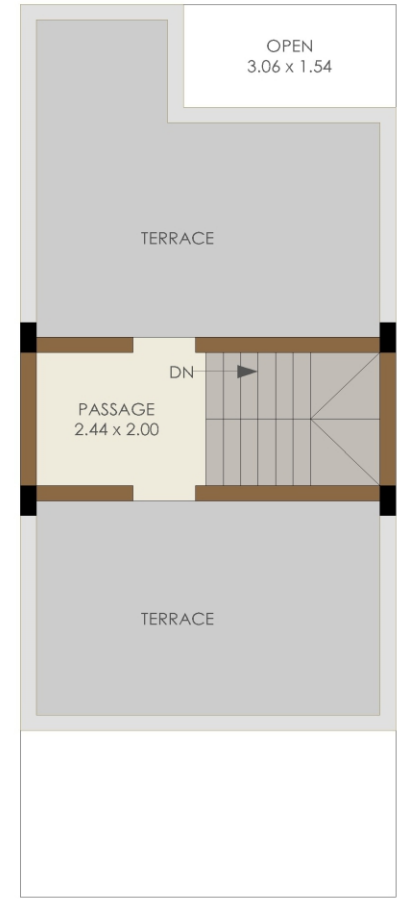 OPEN
3.06 x 1.54
TERRACE
DN
PASSAGE
2.44 x 2.00
TERRACE